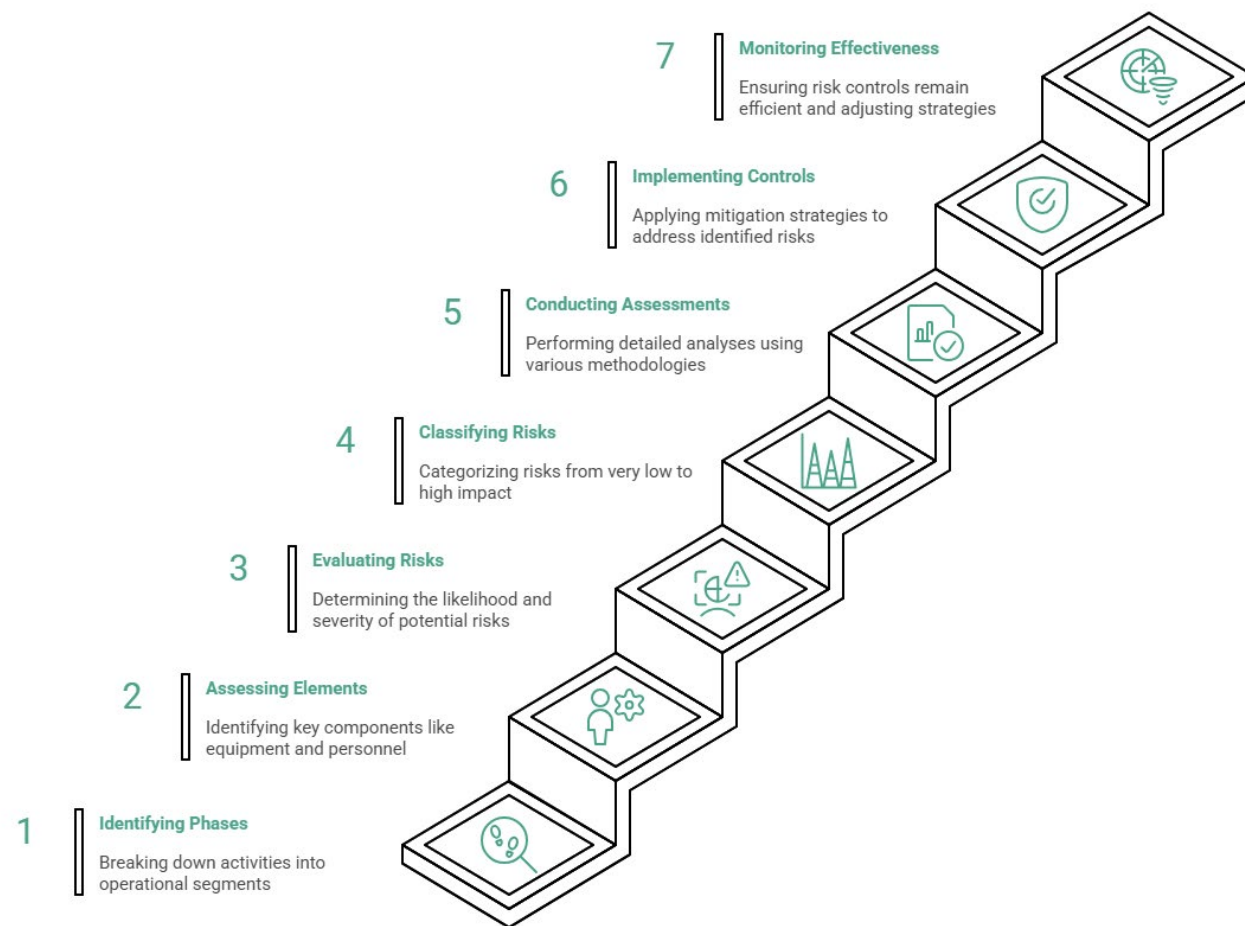 7
Monitoring Effectiveness
Ensuring risk controls remain
efficient and adjusting strategies
6
Implementing Controls
Applying mitigation strategies to
address identified risks
5
Conducting Assessments
Performing detailed analyses using
various methodologies
4
Classifying Risks
Categorizing risks from very low to
high impact
3
Evaluating Risks
Determining the likelihood and
severity of potential risks
2
Assessing Elements
Identifying key components like
equipment and personnel
1
Identifying Phases
Breaking down activities into
operational segments